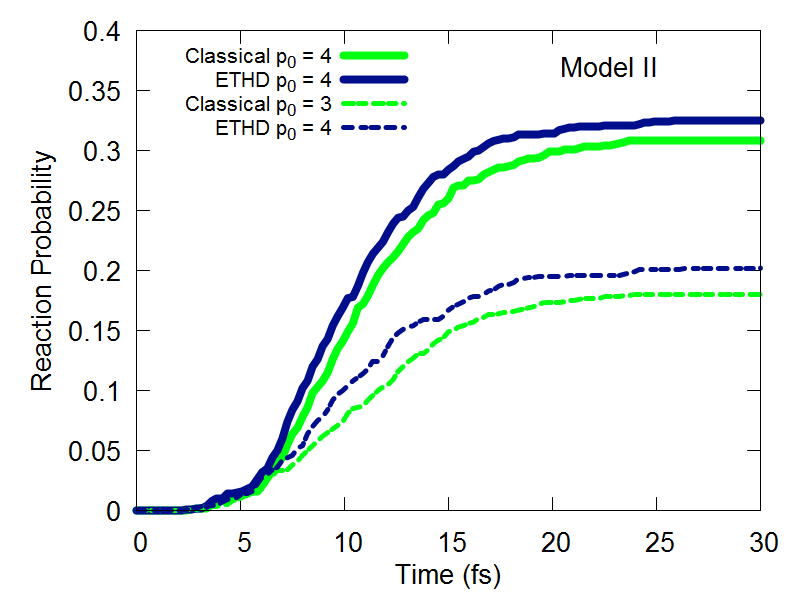 0.4
0.35
0.3
0.25
0.2
0.15
0.1
0.05
0
Reaction Probability
Classical p₀ = 4
ETHD p₀ = 4
Classical p₀ = 3
ETHD p₀ = 4
Model II
0 5 10 15 20 25 30
Time (fs)